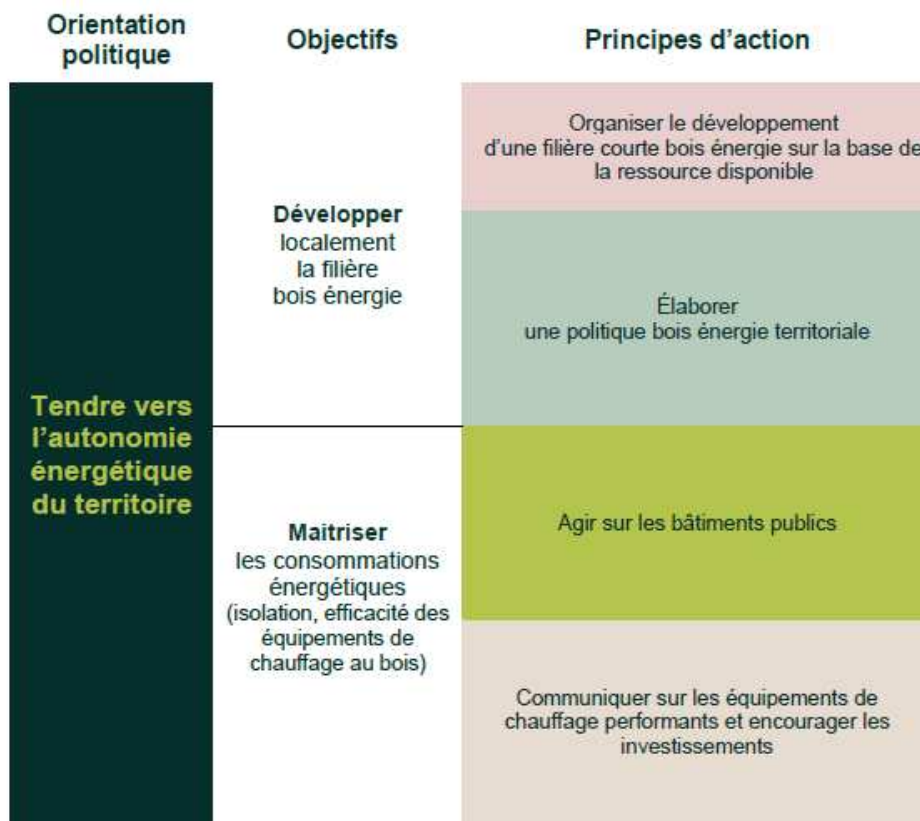 Orientation
politique
Objectifs
Principes d'action
Tendre vers
l'autonomie
énergétique
du territoire
Développer
localement
la filière
bois énergie
Organiser le développement
d'une filière courte bois énergie sur la base de
la ressource disponible
Élaborer
une politique bois énergie territoriale
Maitriser
les consommations
énergétiques
(isolation, efficacité des
équipements de
chauffage au bois)
Agir sur les bâtiments publics
Communiquer sur les équipements de
chauffage performants et encourager les
investissements